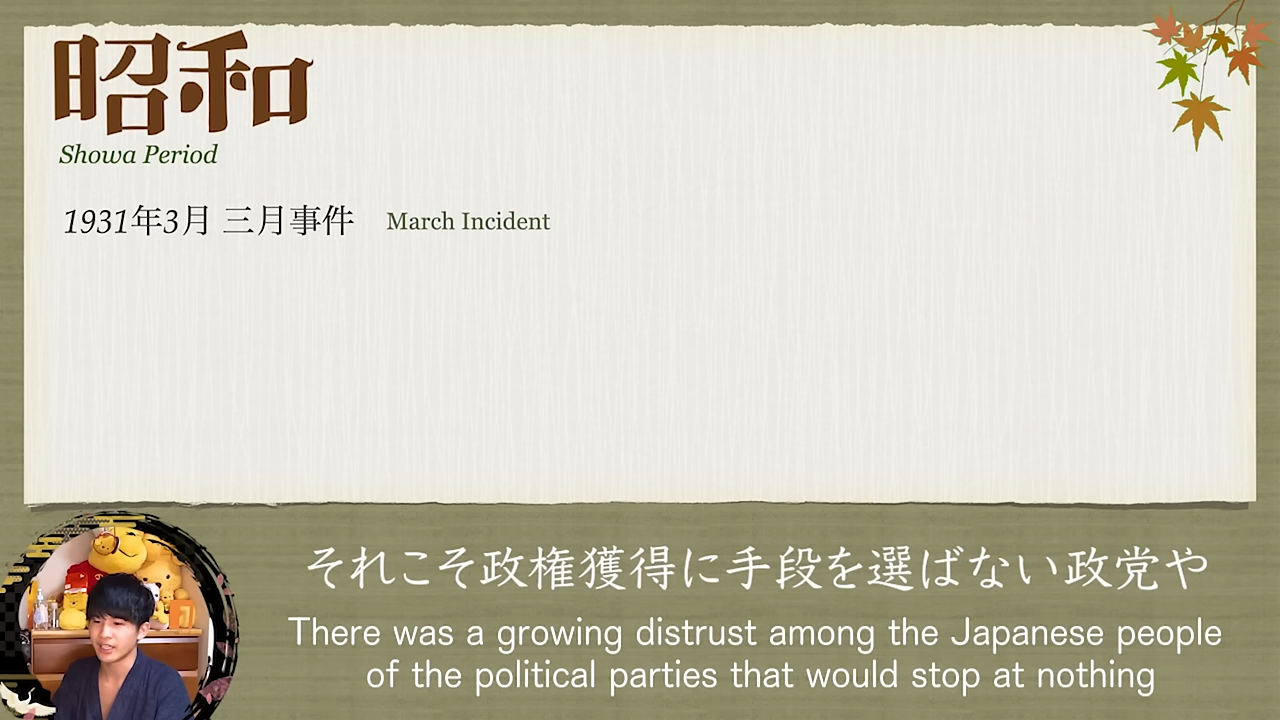 昭和
Showa Period
1931年3月 三月事件 March Incident
それこそ政権獲得に手段を選ばない政党や
There was a growing distrust among the Japanese people
of the political parties that would stop at nothing